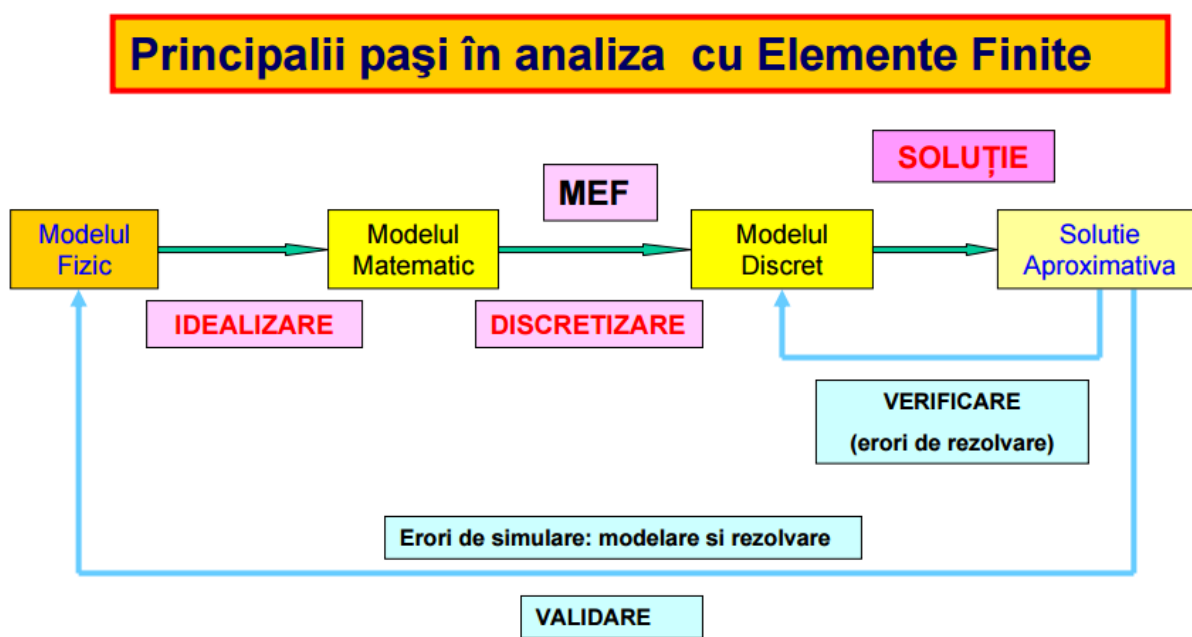 Principalii paşi în analiza cu Elemente Finite
SOLUȚIE
MEF
Modelul
Fizic
Modelul
Matematic
Modelul
Discret
Solutie
Aproximativa
IDEALIZARE
DISCRETIZARE
VERIFICARE
(erori de rezolvare)
Erori de simulare: modelare si rezolvare
VALIDARE